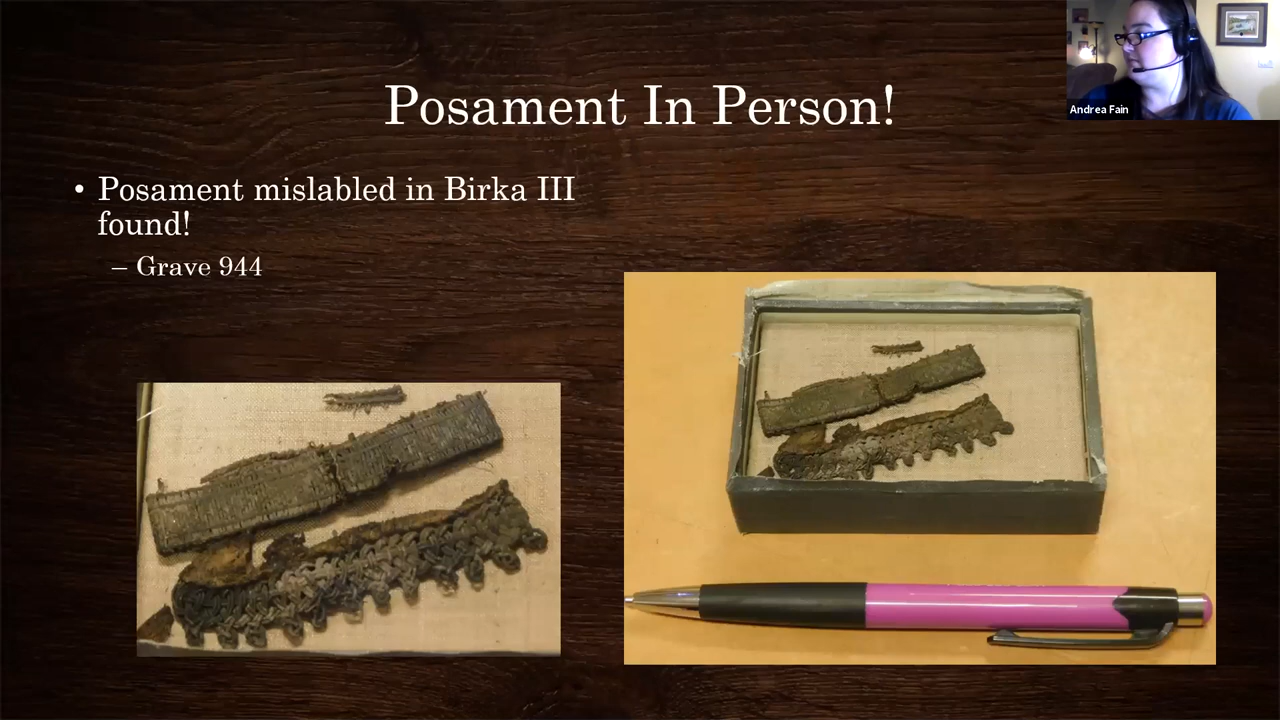 Andrea Fain
Posament In Person!
• Posament mislabled in Birka III
found!
– Grave 944